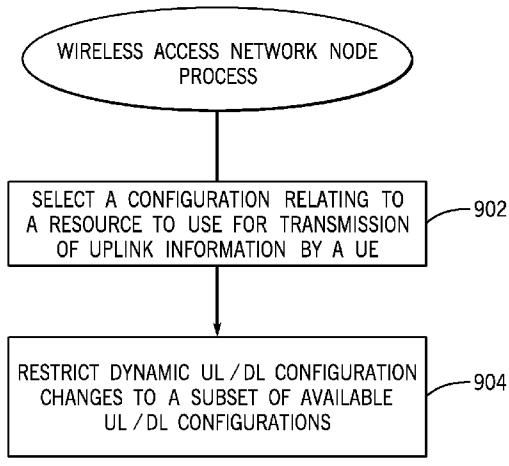 WIRELESS ACCESS NETWORK NODE
PROCESS
SELECT A CONFIGURATION RELATING TO
A RESOURCE TO USE FOR TRANSMISSION
OF UPLINK INFORMATION BY A UE
902
RESTRICT DYNAMIC UL/DL CONFIGURATION
CHANGES TO A SUBSET OF AVAILABLE
UL/DL CONFIGURATIONS
904